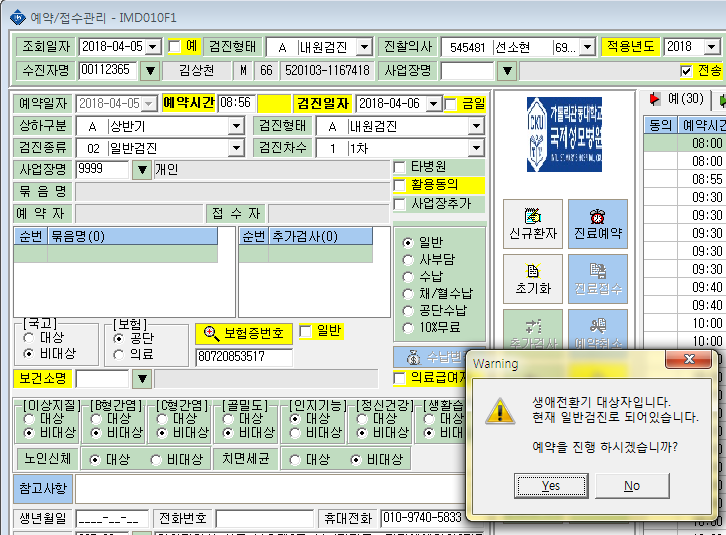 예약/접수관리 - IMD010F1
조회일자 2018-04-05 예 검진형태 A 내원검진 진찰의사 545481 선소현 69... 적용년도 2018
수진자명 00112365 김상천 M 66 520103-1167418 사업장명 전송
예약일자 2018-04-05 예약시간 08:56 검진일자 2018-04-06 금일
상하구분 A 상반기 검진형태 A 내원검진
검진종류 02 일반검진 검진차수 1 1차
사업장명 9999 개인
타병원
활용동의
묶 음 명
사업장추가
예 약 자 접 수 자
순번 묶음명(0) 순번 추가검사(0)
일반
사부담
수납
채/혈수납
공단수납
10%무료
[국고] 대상 비대상
[보험] 공단 의료
보험증번호 일반
80720853517
보건소명
수납변
의료급여자
CKU 가톨릭관동대학교
국제성모병원
INT'L ST. MARY'S HOSPITAL, CKU
신규환자 진료예약
초기화 진료접수
추가검사 예약취소
예(30)
동의 예약시간
08:00
08:00
08:55
09:30
09:30
09:30
09:30
09:30
09:40
09:40
10:00
10:00
[이상지질] [B형간염] [C형간염] [골밀도] [인지기능] [정신건강] [생활습
대상 대상 대상 대상 대상 대상 대상
비대상 비대상 비대상 비대상 비대상 비대상 비대상
노인신체 대상 비대상 치면세균 대상 비대상
참고사항
생년월일 ____-__-__ 전화번호 휴대전화 010-9740-5833
Warning
생애전환기 대상자입니다.
현재 일반검진로 되어있습니다.
예약을 진행 하시겠습니까?
Yes No